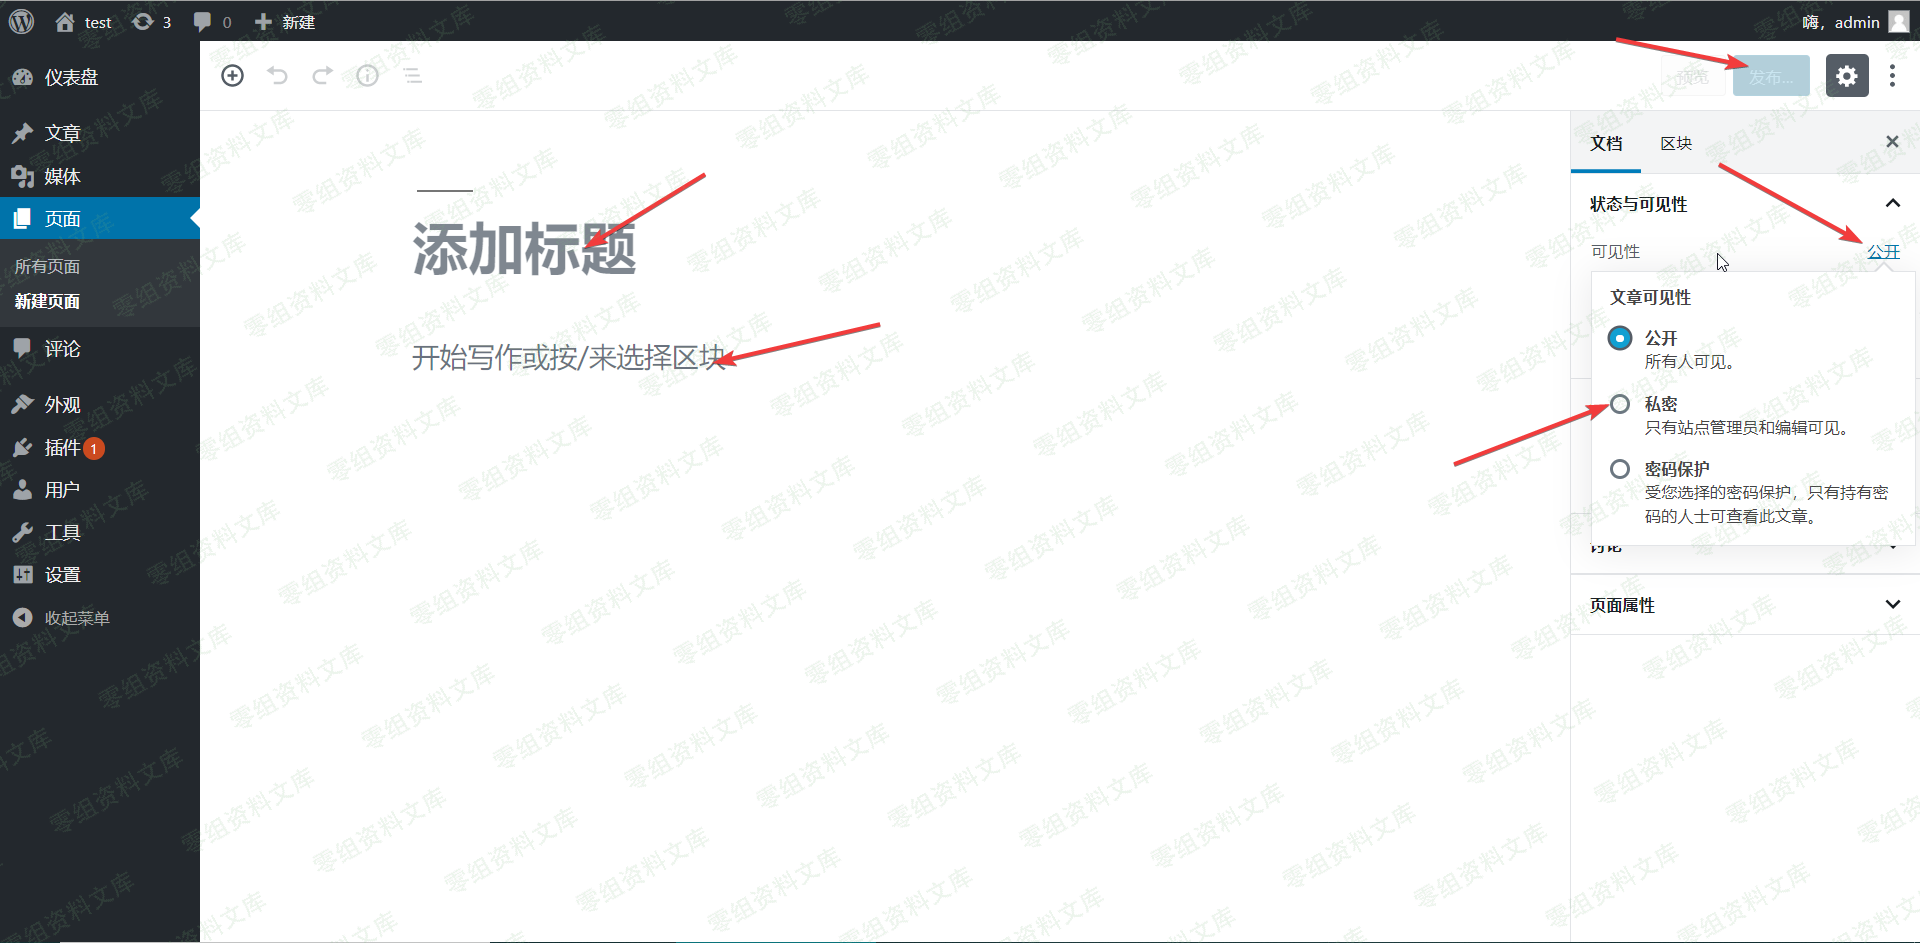 test
3
0
新建
嗨，admin
仪表盘
文章
媒体
页面
所有页面
新建页面
评论
外观
插件 1
用户
工具
设置
收起菜单
预览
发布...
添加标题
开始写作或按/来选择区块
文档
区块
状态与可见性
可见性
公开
文章可见性
公开
所有人可见。
私密
只有站点管理员和编辑可见。
密码保护
受您选择的密码保护，只有持有密
码的人士可查看此文章。
讨论
页面属性
零组资料文库